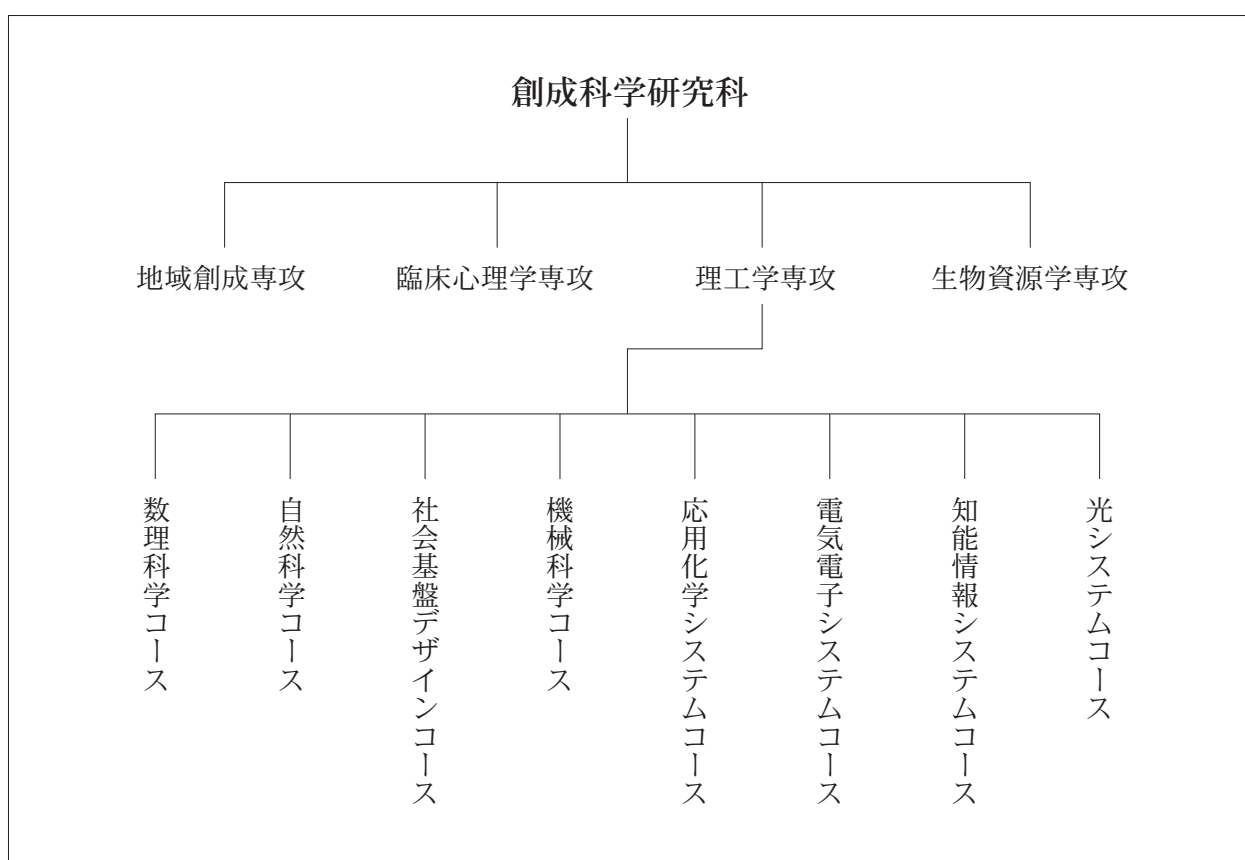 創成科学研究科
地域創成専攻
臨床心理学専攻
理工学専攻
生物資源学専攻
数理科学コース
自然科学コース
社会基盤デザインコース
機械科学コース
応用化学システムコース
電気電子システムコース
知能情報システムコース
光システムコース